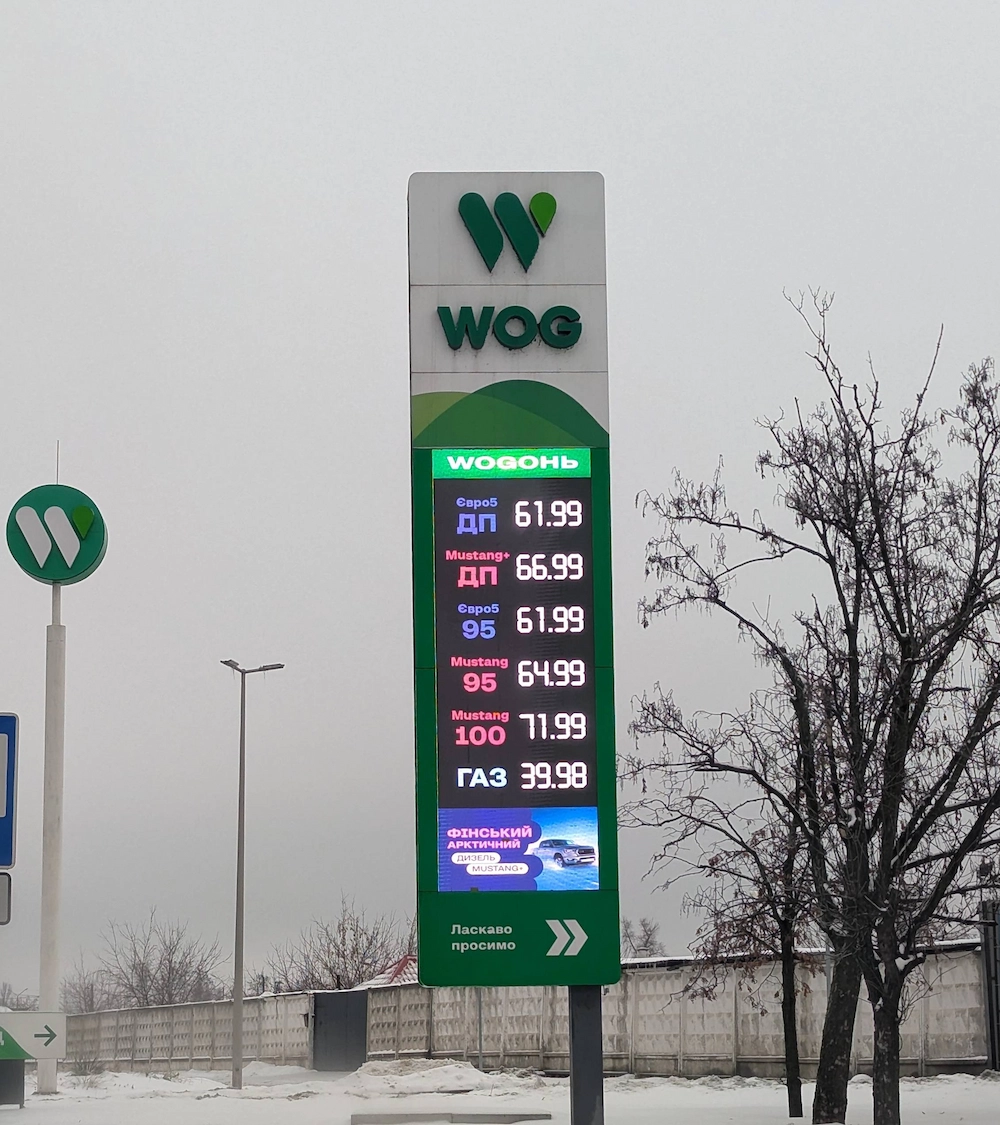 WOG
WOGОНЬ
Євро5
ДП 61.99
Mustang+
ДП 66.99
Євро5
95 61.99
Mustang
95 64.99
Mustang
100 71.99
ГАЗ 39.98
ФІНСЬКИЙ
АРКТИЧНИЙ
ДИЗЕЛЬ
MUSTANG+
Ласкаво
просимо